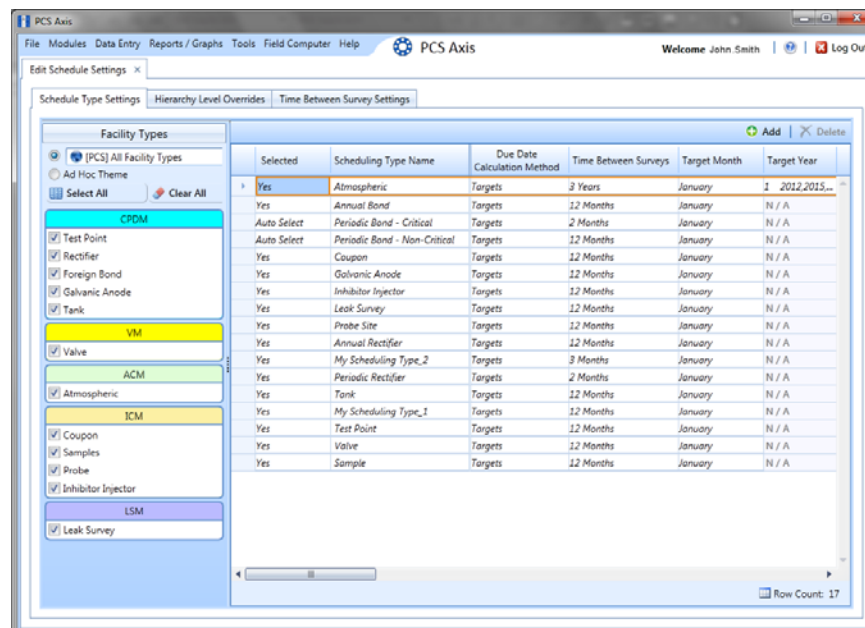 PCS Axis
File Modules Data Entry Reports / Graphs Tools Field Computer Help PCS Axis Welcome John Smith Log Out
Edit Schedule Settings
Schedule Type Settings Hierarchy Level Overrides Time Between Survey Settings
Facility Types
[PCS] All Facility Types
Ad Hoc Theme
Select All Clear All
CPDM
Test Point
Rectifier
Foreign Bond
Galvanic Anode
Tank
VM
Valve
ACM
Atmospheric
ICM
Coupon
Samples
Probe
Inhibitor Injector
LSM
Leak Survey
Add Delete
Selected Scheduling Type Name Due Date Calculation Method Time Between Surveys Target Month Target Year
Yes Atmospheric Targets 3 Years January 1 2012,2015,...
Yes Annual Bond Targets 12 Months January N / A
Auto Select Periodic Bond - Critical Targets 2 Months January N / A
Auto Select Periodic Bond - Non-Critical Targets 12 Months January N / A
Yes Coupon Targets 12 Months January N / A
Yes Galvanic Anode Targets 12 Months January N / A
Yes Inhibitor Injector Targets 12 Months January N / A
Yes Leak Survey Targets 12 Months January N / A
Yes Probe Site Targets 12 Months January N / A
Yes Annual Rectifier Targets 12 Months January N / A
Yes My Scheduling Type_2 Targets 3 Months January N / A
Yes Periodic Rectifier Targets 2 Months January N / A
Yes Tank Targets 12 Months January N / A
Yes My Scheduling Type_1 Targets 12 Months January N / A
Yes Test Point Targets 12 Months January N / A
Yes Valve Targets 12 Months January N / A
Yes Sample Targets 12 Months January N / A
Row Count: 17